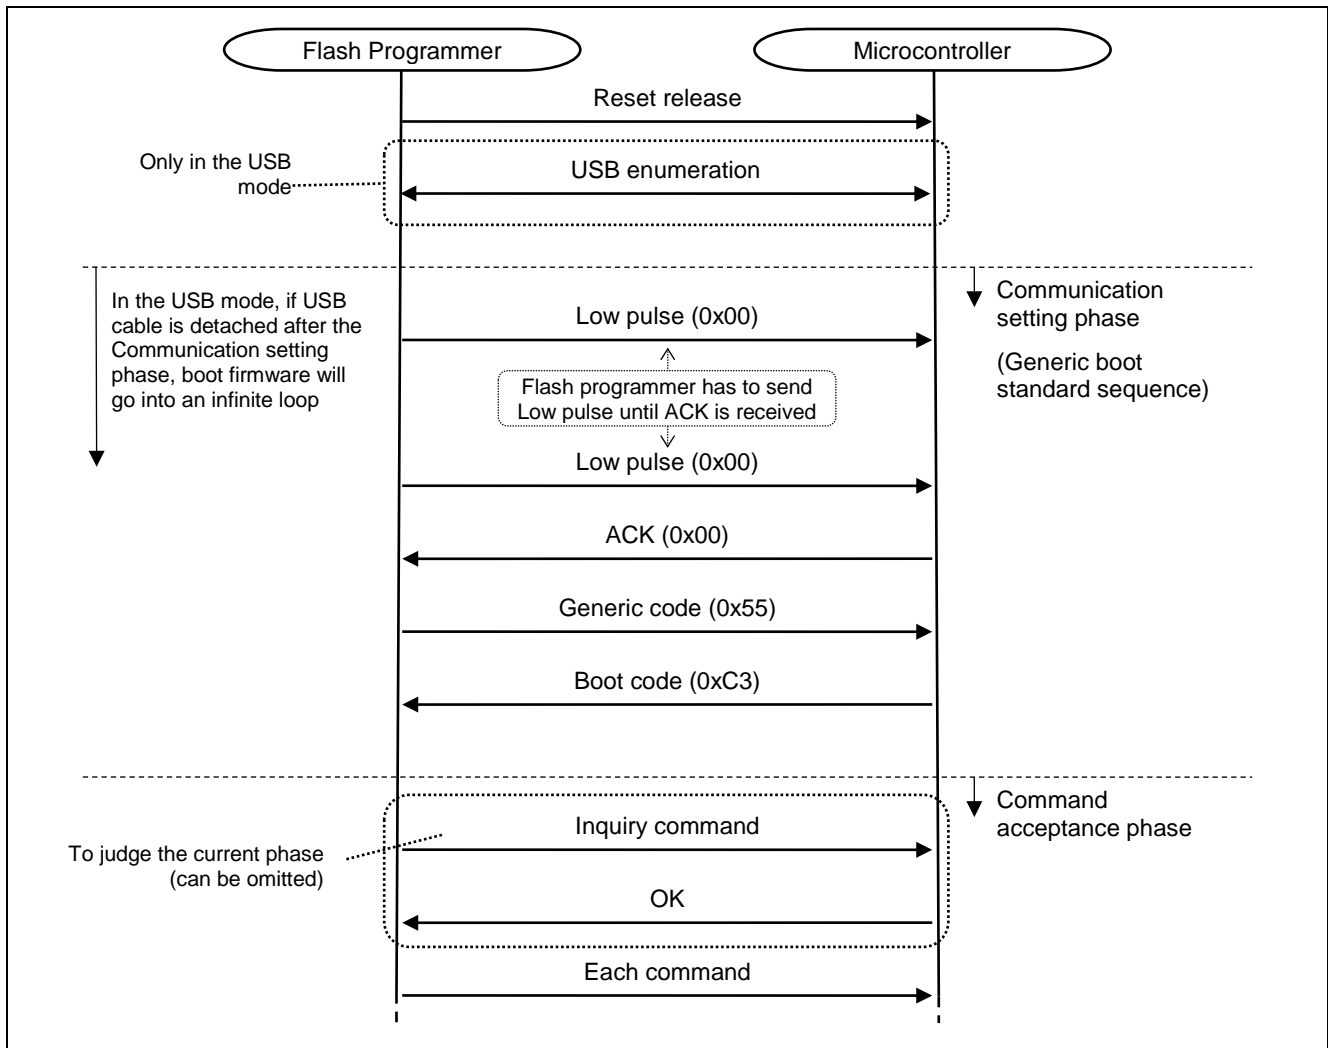 Flash Programmer
Microcontroller
Reset release
Only in the USB
mode
USB enumeration
In the USB mode, if USB
cable is detached after the
Communication setting
phase, boot firmware will
go into an infinite loop
Communication
setting phase
(Generic boot
standard sequence)
Low pulse (0x00)
Flash programmer has to send
Low pulse until ACK is received
Low pulse (0x00)
ACK (0x00)
Generic code (0x55)
Boot code (0xC3)
Command
acceptance phase
Inquiry command
To judge the current phase
(can be omitted)
OK
Each command